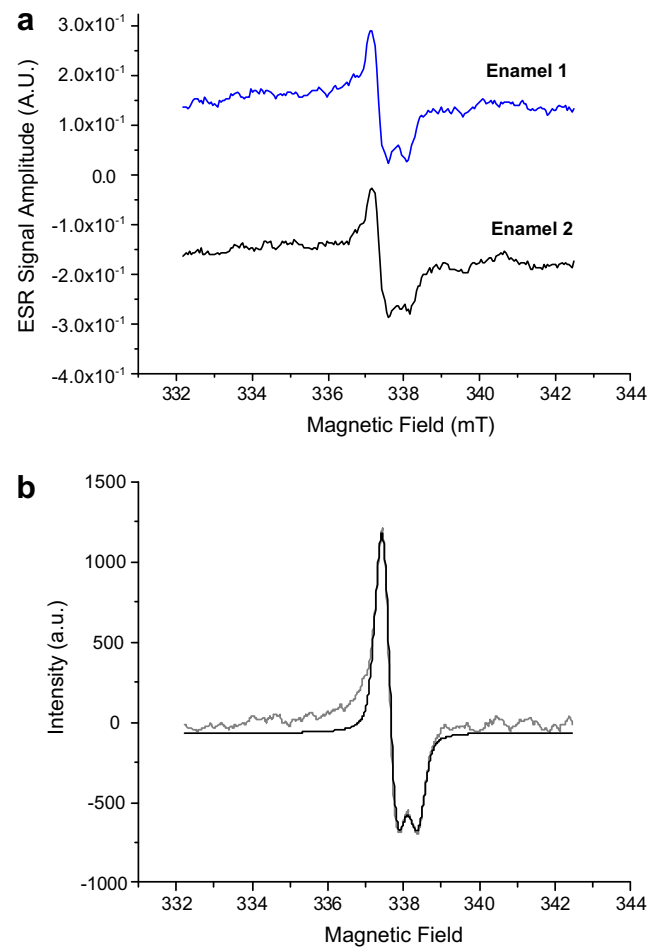 a
3.0x10⁻¹
2.0x10⁻¹
1.0x10⁻¹
0.0
-1.0x10⁻¹
-2.0x10⁻¹
-3.0x10⁻¹
-4.0x10⁻¹
ESR Signal Amplitude (A.U.)
Enamel 1
Enamel 2
332 334 336 338 340 342 344
Magnetic Field (mT)
b
1500
1000
500
0
-500
-1000
Intensity (a.u.)
332 334 336 338 340 342 344
Magnetic Field